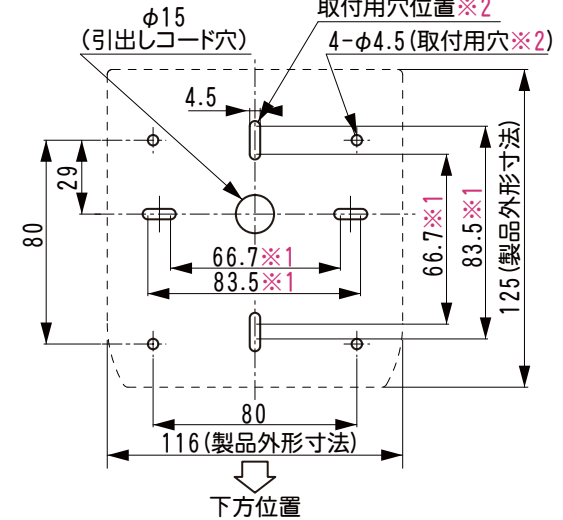 取付用穴位置※2
φ15
(引出しコード穴)
4-φ4.5(取付用穴※2)
4.5
29
80
66.7※1
83.5※1
66.7※1
83.5※1
125(製品外形寸法)
80
116(製品外形寸法)
下方位置